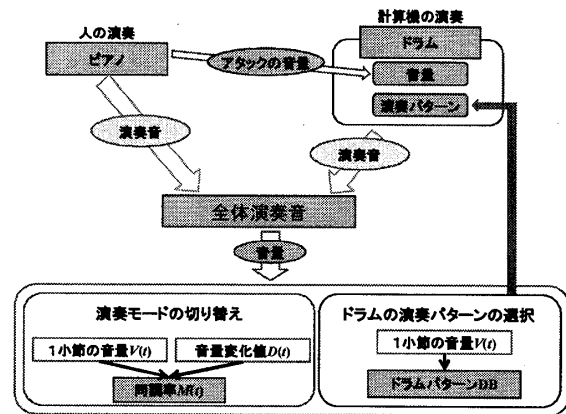 人の演奏
ピアノ
アタックの音量
計算機の演奏
ドラム
音量
演奏パターン
演奏音
演奏音
全体演奏音
音量
演奏モードの切り替え
1小節の音量V(t)
音量変化値D(t)
同調率M(t)
ドラムの演奏パターンの選択
1小節の音量V(t)
ドラムパターンDB